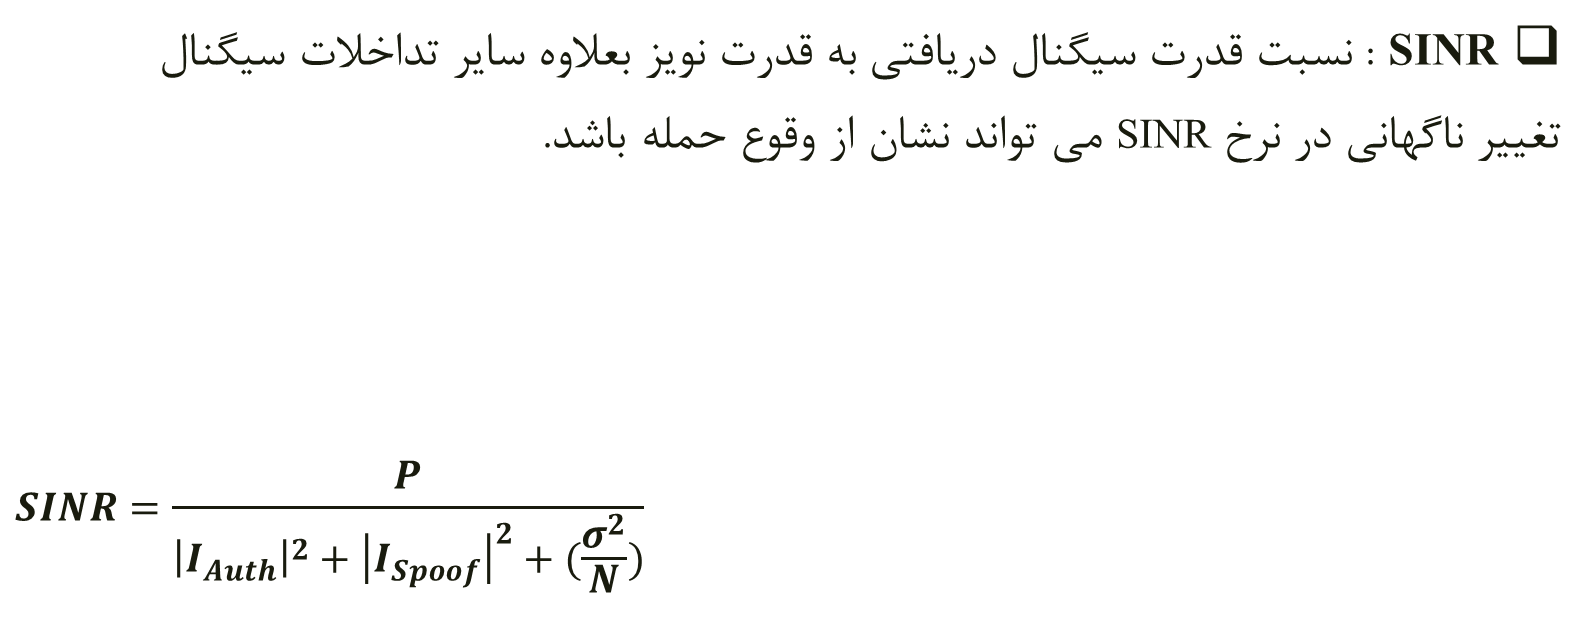 ❑ SINR : نسبت قدرت سیگنال دریافتی به قدرت نویز بعلاوه سایر تداخلات سیگنال
تغییر ناگهانی در نرخ SINR می تواند نشان از وقوع حمله باشد.
SINR = P / (|I_Auth|^2 + |I_Spoof|^2 + (σ^2/N))